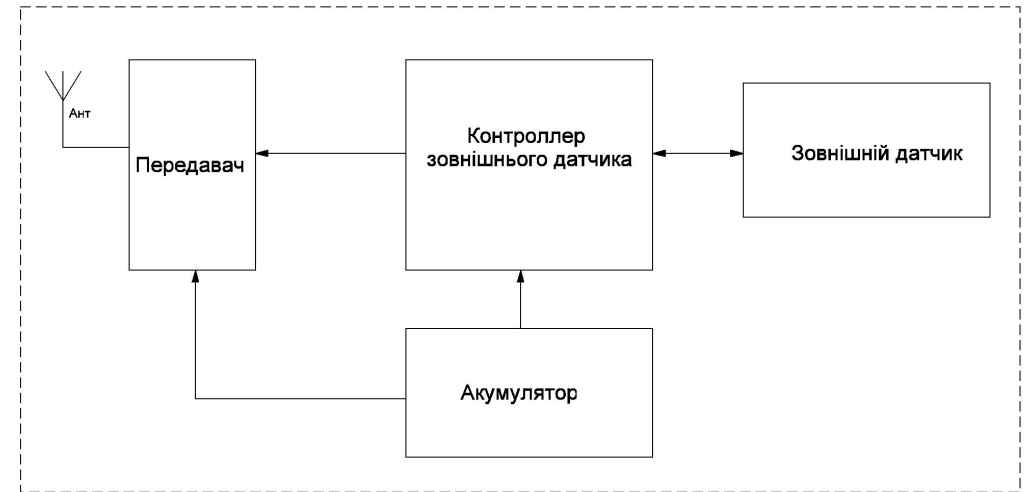 Ант
Передавач
Контроллер
зовнішнього датчика
Зовнішній датчик
Акумулятор